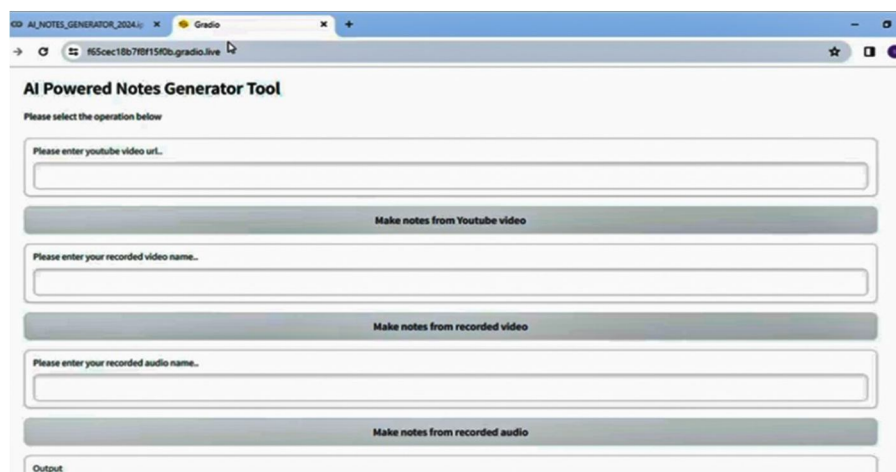 AI_NOTES_GENERATOR_2024.ip
Gradio
f65cec18b7f8f15f0b.gradio.live
AI Powered Notes Generator Tool
Please select the operation below
Please enter youtube video url..
Make notes from Youtube video
Please enter your recorded video name..
Make notes from recorded video
Please enter your recorded audio name..
Make notes from recorded audio
Output